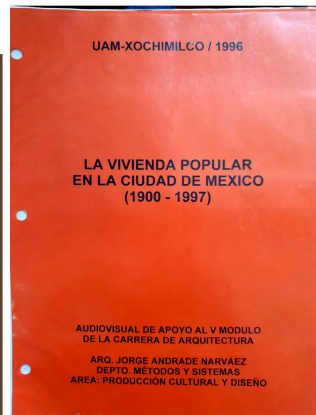 UAM-XOCHIMILCO / 1996
LA VIVIENDA POPULAR
EN LA CIUDAD DE MEXICO
(1900 - 1997)
AUDIOVISUAL DE APOYO AL V MODULO
DE LA CARRERA DE ARQUITECTURA
ARQ. JORGE ANDRADE NARVÁEZ
DEPTO. MÉTODOS Y SISTEMAS
AREA: PRODUCCIÓN CULTURAL Y DISEÑO